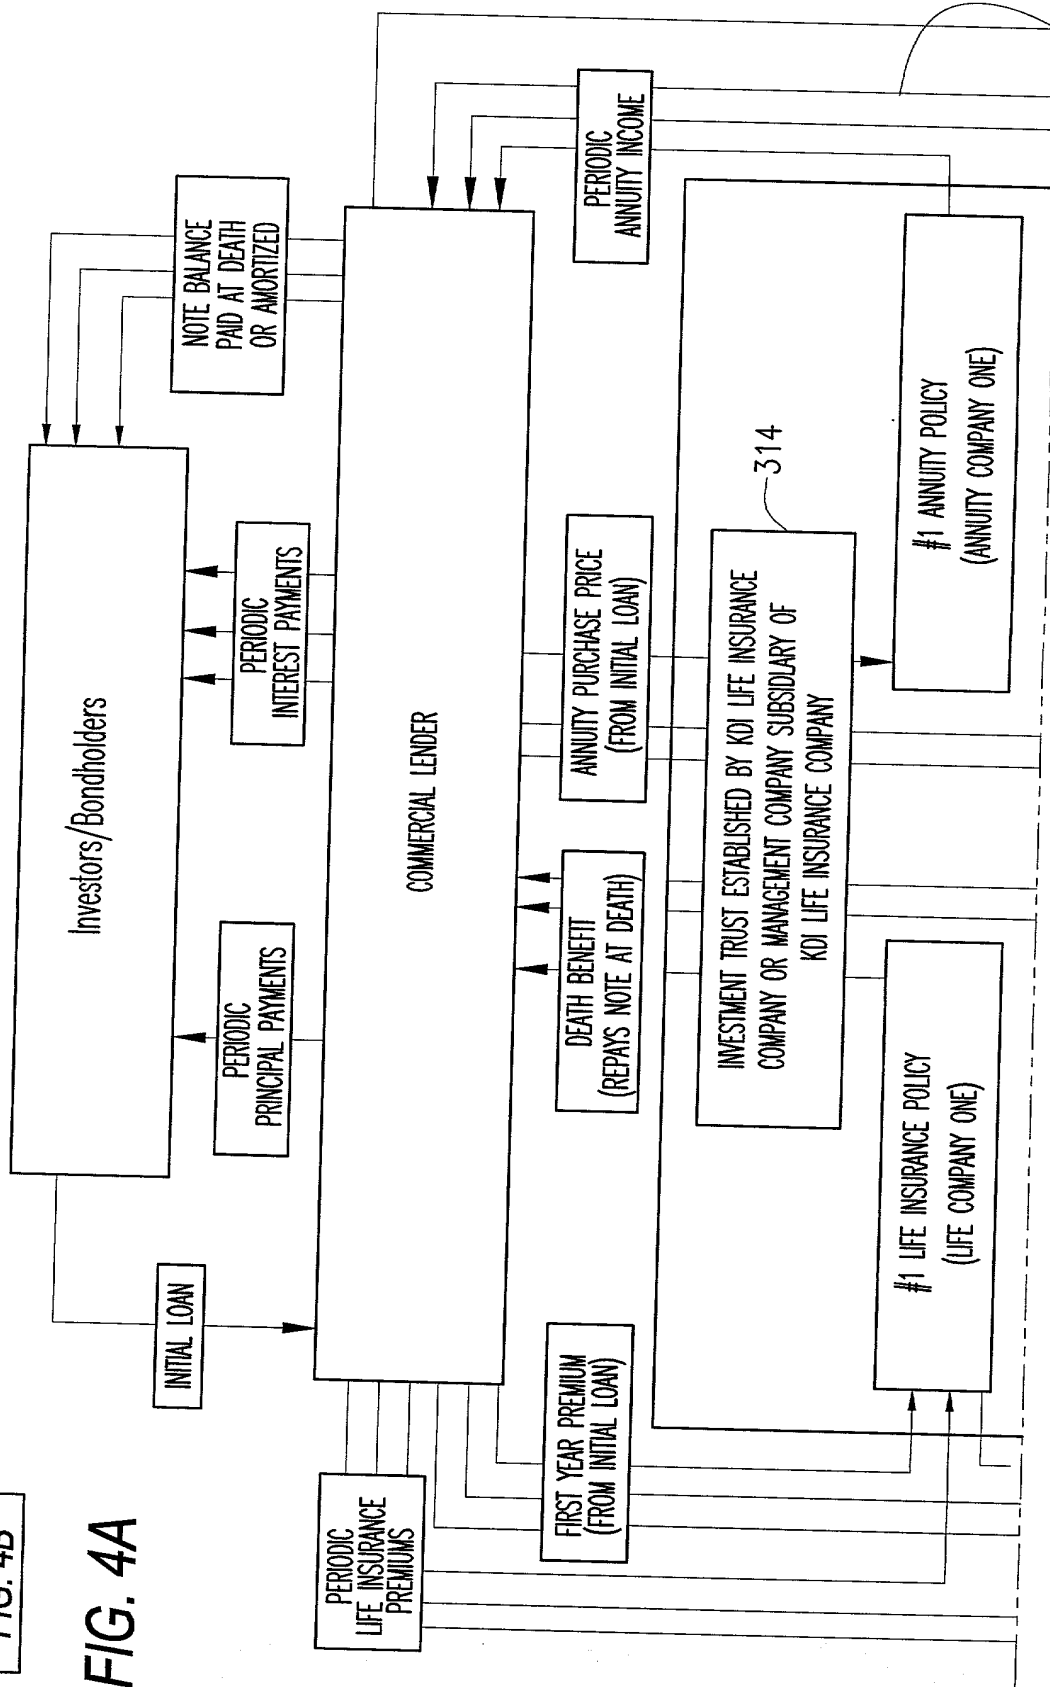 FIG. 4B
FIG. 4A
Investors/Bondholders
INITIAL LOAN
PERIODIC
PRINCIPAL PAYMENTS
PERIODIC
INTEREST PAYMENTS
NOTE BALANCE
PAID AT DEATH
OR AMORTIZED
COMMERCIAL LENDER
PERIODIC
LIFE INSURANCE
PREMIUMS
FIRST YEAR PREMIUM
(FROM INITIAL LOAN)
DEATH BENEFIT
(REPAYS NOTE AT DEATH)
ANNUITY PURCHASE PRICE
(FROM INITIAL LOAN)
PERIODIC
ANNUITY INCOME
314
INVESTMENT TRUST ESTABLISHED BY KDI LIFE INSURANCE
COMPANY OR MANAGEMENT COMPANY SUBSIDLARY OF
KDI LIFE INSURANCE COMPANY
#1 LIFE INSURANCE POLICY
(LIFE COMPANY ONE)
#1 ANNUITY POLICY
(ANNUITY COMPANY ONE)